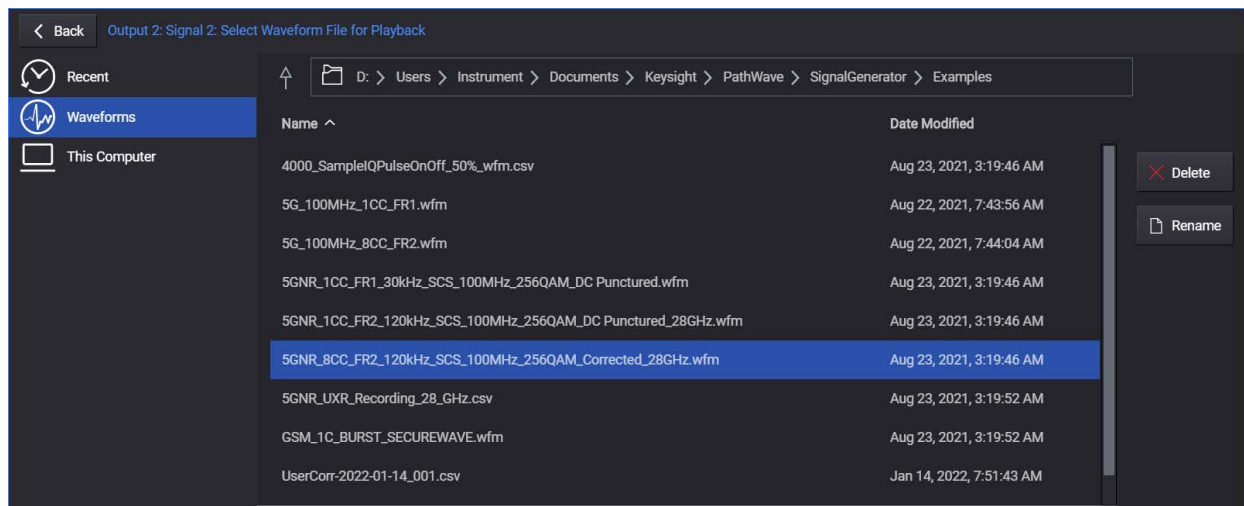 Back Output 2: Signal 2: Select Waveform File for Playback
Recent
Waveforms
This Computer
D: > Users > Instrument > Documents > Keysight > PathWave > SignalGenerator > Examples
Name Date Modified
4000_SampleIQPulseOnOff_50%_wfm.csv Aug 23, 2021, 3:19:46 AM
5G_100MHz_1CC_FR1.wfm Aug 22, 2021, 7:43:56 AM
5G_100MHz_8CC_FR2.wfm Aug 22, 2021, 7:44:04 AM
5GNR_1CC_FR1_30kHz_SCS_100MHz_256QAM_DC Punctured.wfm Aug 23, 2021, 3:19:46 AM
5GNR_1CC_FR2_120kHz_SCS_100MHz_256QAM_DC Punctured_28GHz.wfm Aug 23, 2021, 3:19:46 AM
5GNR_8CC_FR2_120kHz_SCS_100MHz_256QAM_Corrected_28GHz.wfm Aug 23, 2021, 3:19:46 AM
5GNR_UXR_Recording_28_GHz.csv Aug 23, 2021, 3:19:52 AM
GSM_1C_BURST_SECUREWAVE.wfm Aug 23, 2021, 3:19:52 AM
UserCorr-2022-01-14_001.csv Jan 14, 2022, 7:51:43 AM
Delete
Rename